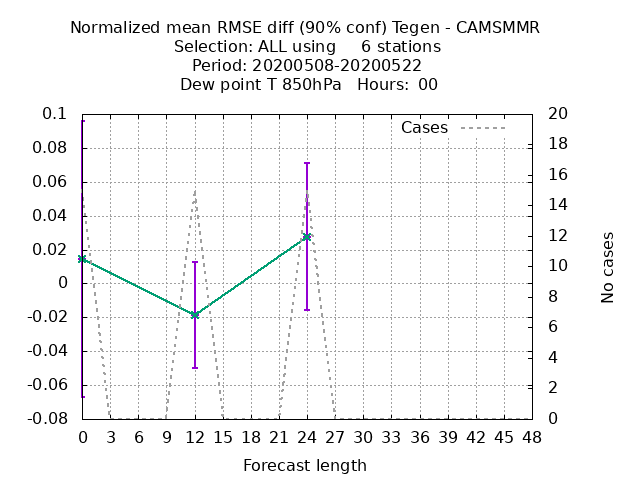 Normalized mean RMSE diff (90% conf) Tegen - CAMSMMR
Selection: ALL using     6 stations
Period: 20200508-20200522
Dew point T 850hPa   Hours:  00
Cases
0.1
0.08
0.06
0.04
0.02
0
-0.02
-0.04
-0.06
-0.08
20
18
16
14
12
10
8
6
4
2
0
No cases
0 3 6 9 12 15 18 21 24 27 30 33 36 39 42 45 48
Forecast length